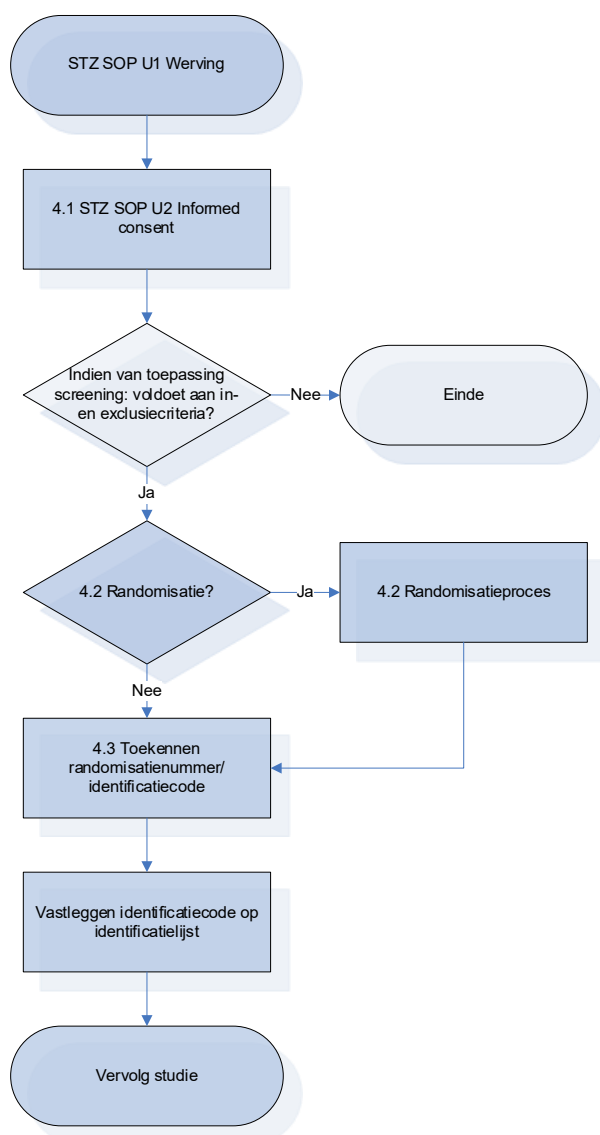 STZ SOP U1 Werving
4.1 STZ SOP U2 Informed
consent
Indien van toepassing
screening: voldoet aan in-
en exclusiecriteria?
Nee
Einde
Ja
4.2 Randomisatie?
Ja
4.2 Randomisatieproces
Nee
4.3 Toekennen
randomisatienummer/
identificatiecode
Vastleggen identificatiecode op
identificatielijst
Vervolg studie